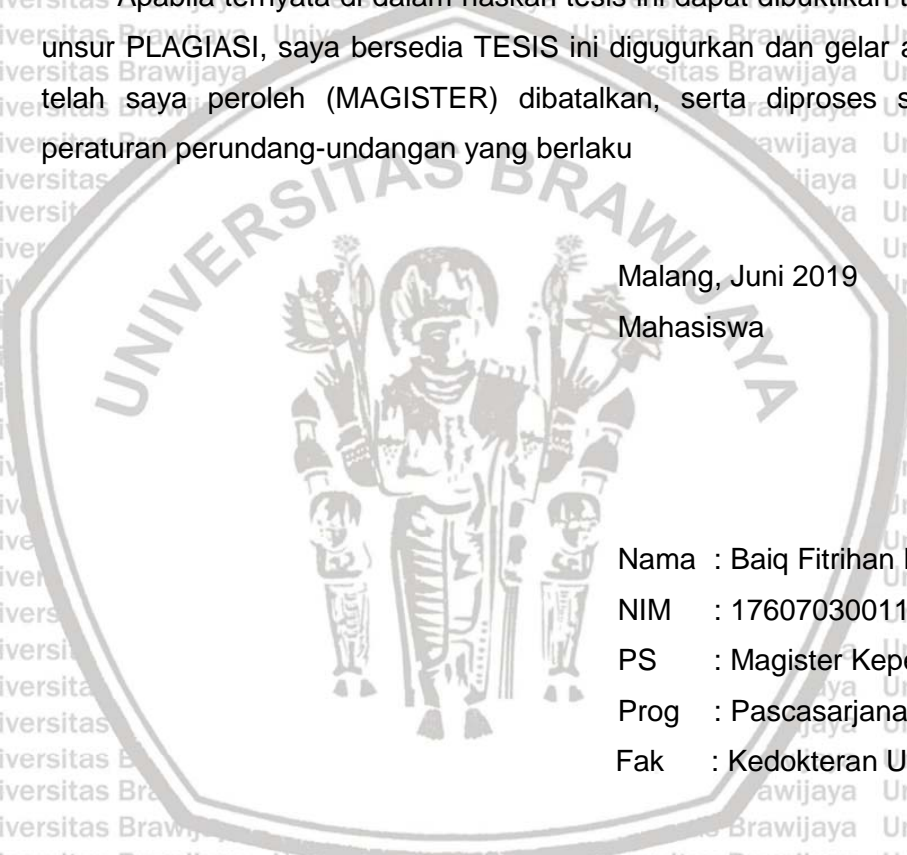 Apabila ternyata di dalam naskah tesis ini dapat dibuktikan
unsur PLAGIASI, saya bersedia TESIS ini digugurkan dan gelar
telah saya peroleh (MAGISTER) dibatalkan, serta diproses
peraturan perundang-undangan yang berlaku
UNIVERSITAS BRAWIJAYA
Malang, Juni 2019
Mahasiswa
Nama : Baiq Fitrihan
NIM : 17607030011
PS : Magister
Prog : Pascasarjana
Fak : Kedokteran